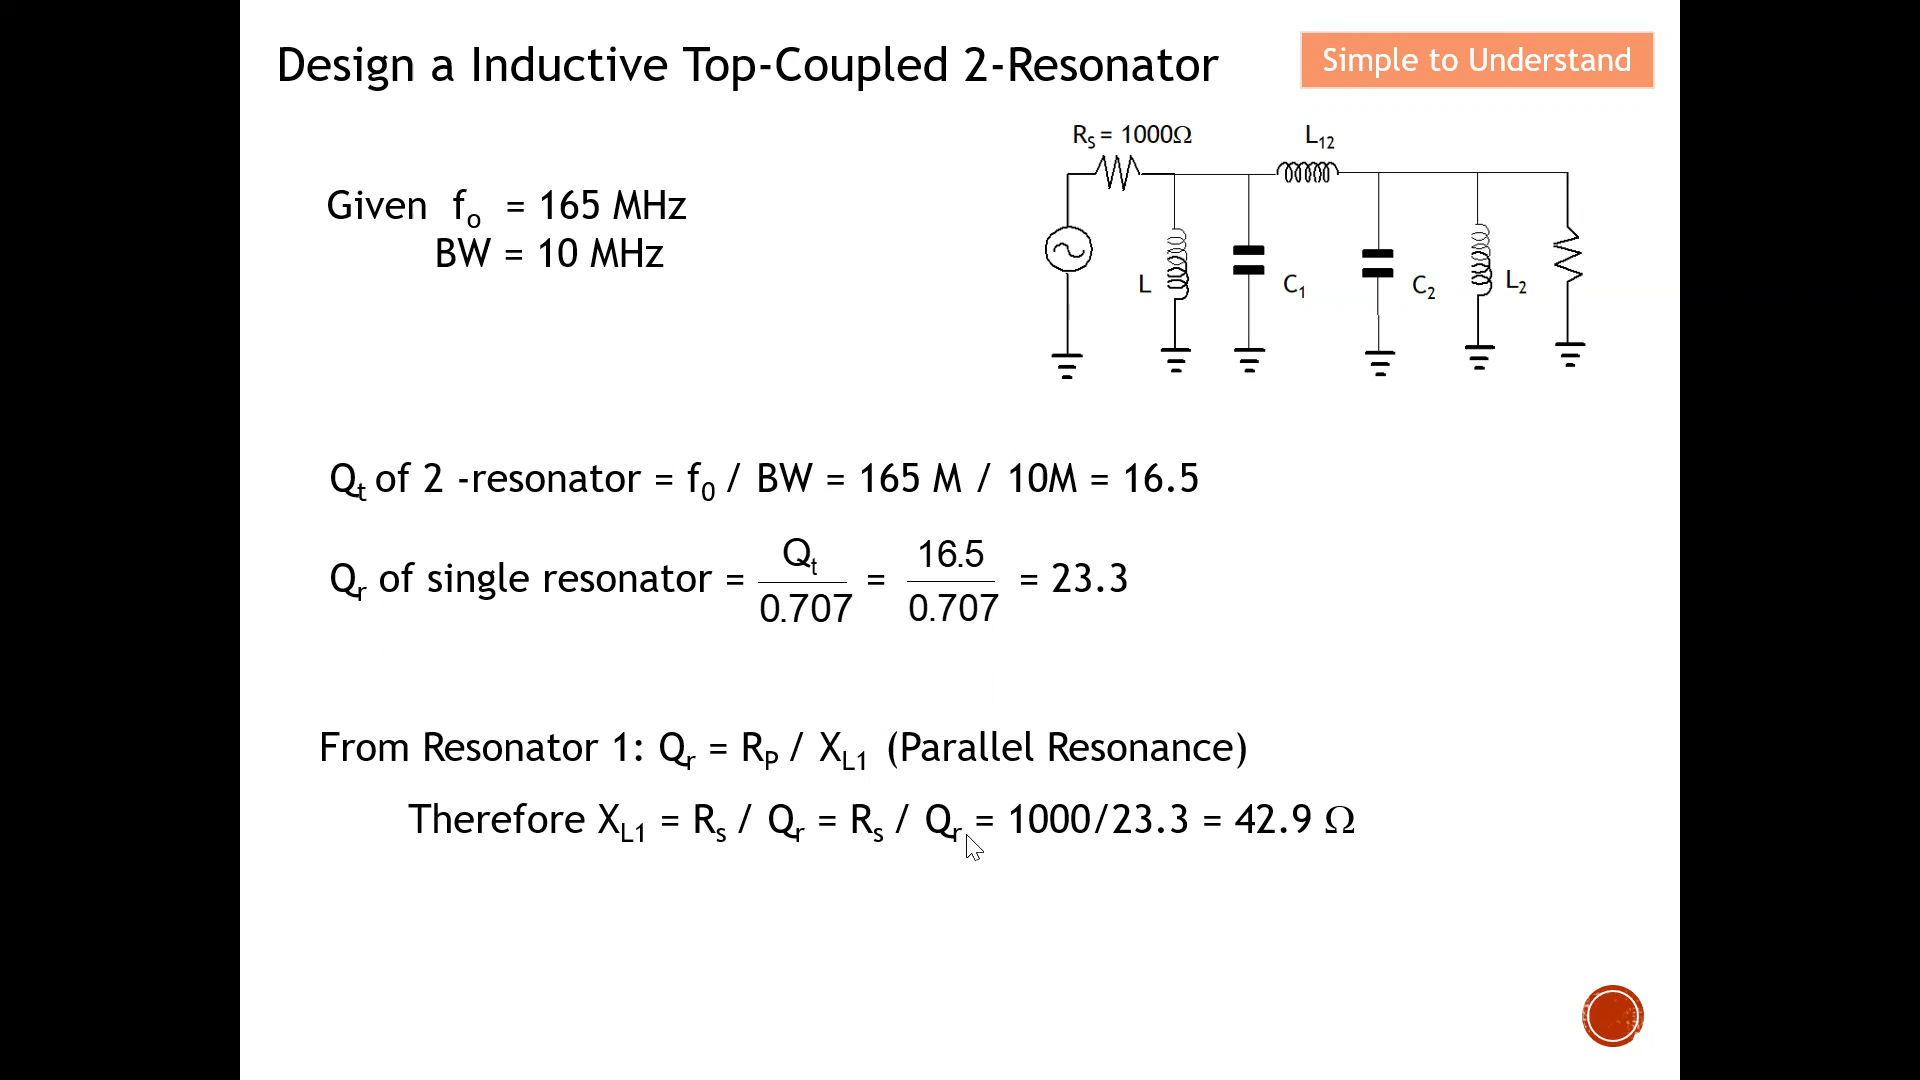 Design a Inductive Top-Coupled 2-Resonator
Simple to Understand
Given fo = 165 MHz
BW = 10 MHz
RS = 1000Ω
L12
L
C1
C2
L2
Qt of 2 -resonator = f0 / BW = 165 M / 10M = 16.5
Qr of single resonator = Qt / 0.707 = 16.5 / 0.707 = 23.3
From Resonator 1: Qr = RP / XL1 (Parallel Resonance)
Therefore XL1 = Rs / Qr = Rs / Qr = 1000/23.3 = 42.9 Ω